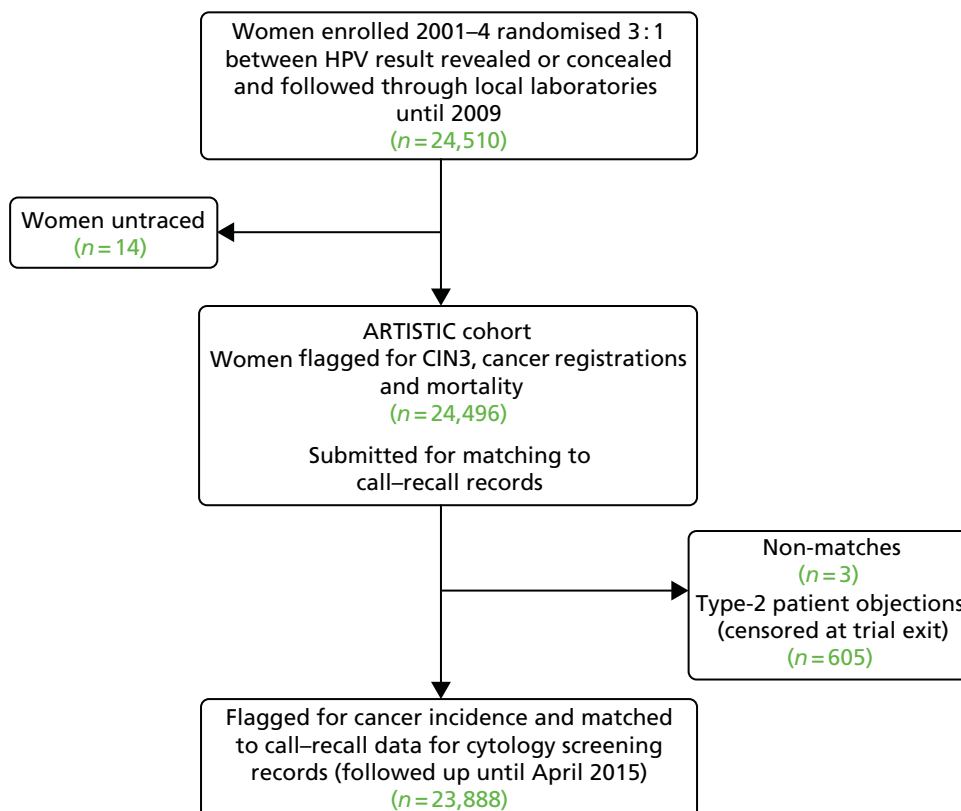 Women enrolled 2001–4 randomised 3 : 1
between HPV result revealed or concealed
and followed through local laboratories
until 2009
(n = 24,510)
Women untraced
(n = 14)
ARTISTIC cohort
Women flagged for CIN3, cancer registrations
and mortality
(n = 24,496)
Submitted for matching to
call–recall records
Non-matches
(n = 3)
Type-2 patient objections
(censored at trial exit)
(n = 605)
Flagged for cancer incidence and matched
to call–recall data for cytology screening
records (followed up until April 2015)
(n = 23,888)